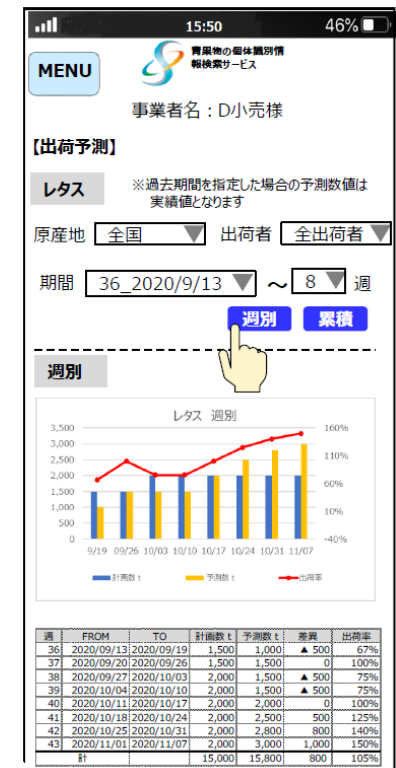 15:50 46%
MENU
青果物の個体識別情
報検索サービス
事業者名：D小売様
【出荷予測】
レタス
※過去期間を指定した場合の予測数値は
実績値となります
原産地 全国 ▼ 出荷者 全出荷者 ▼
期間 36_2020/9/13 ▼ ～ 8 ▼ 週
週別 累積
週別
レタス 週別
3,500 160%
3,000
2,500 110%
2,000
1,500 60%
1,000 10%
500
0 -40%
9/19 09/26 10/03 10/10 10/17 10/24 10/31 11/07
計画数 t 予測数 t 出荷率
週 FROM TO 計画数 t 予測数 t 差異 出荷率
36 2020/09/13 2020/09/19 1,500 1,000 ▲ 500 67%
37 2020/09/20 2020/09/26 1,500 1,500 0 100%
38 2020/09/27 2020/10/03 2,000 1,500 ▲ 500 75%
39 2020/10/04 2020/10/10 2,000 1,500 ▲ 500 75%
40 2020/10/11 2020/10/17 2,000 2,000 0 100%
41 2020/10/18 2020/10/24 2,000 2,500 500 125%
42 2020/10/25 2020/10/31 2,000 2,800 800 140%
43 2020/11/01 2020/11/07 2,000 3,000 1,000 150%
計 15,000 15,800 800 105%